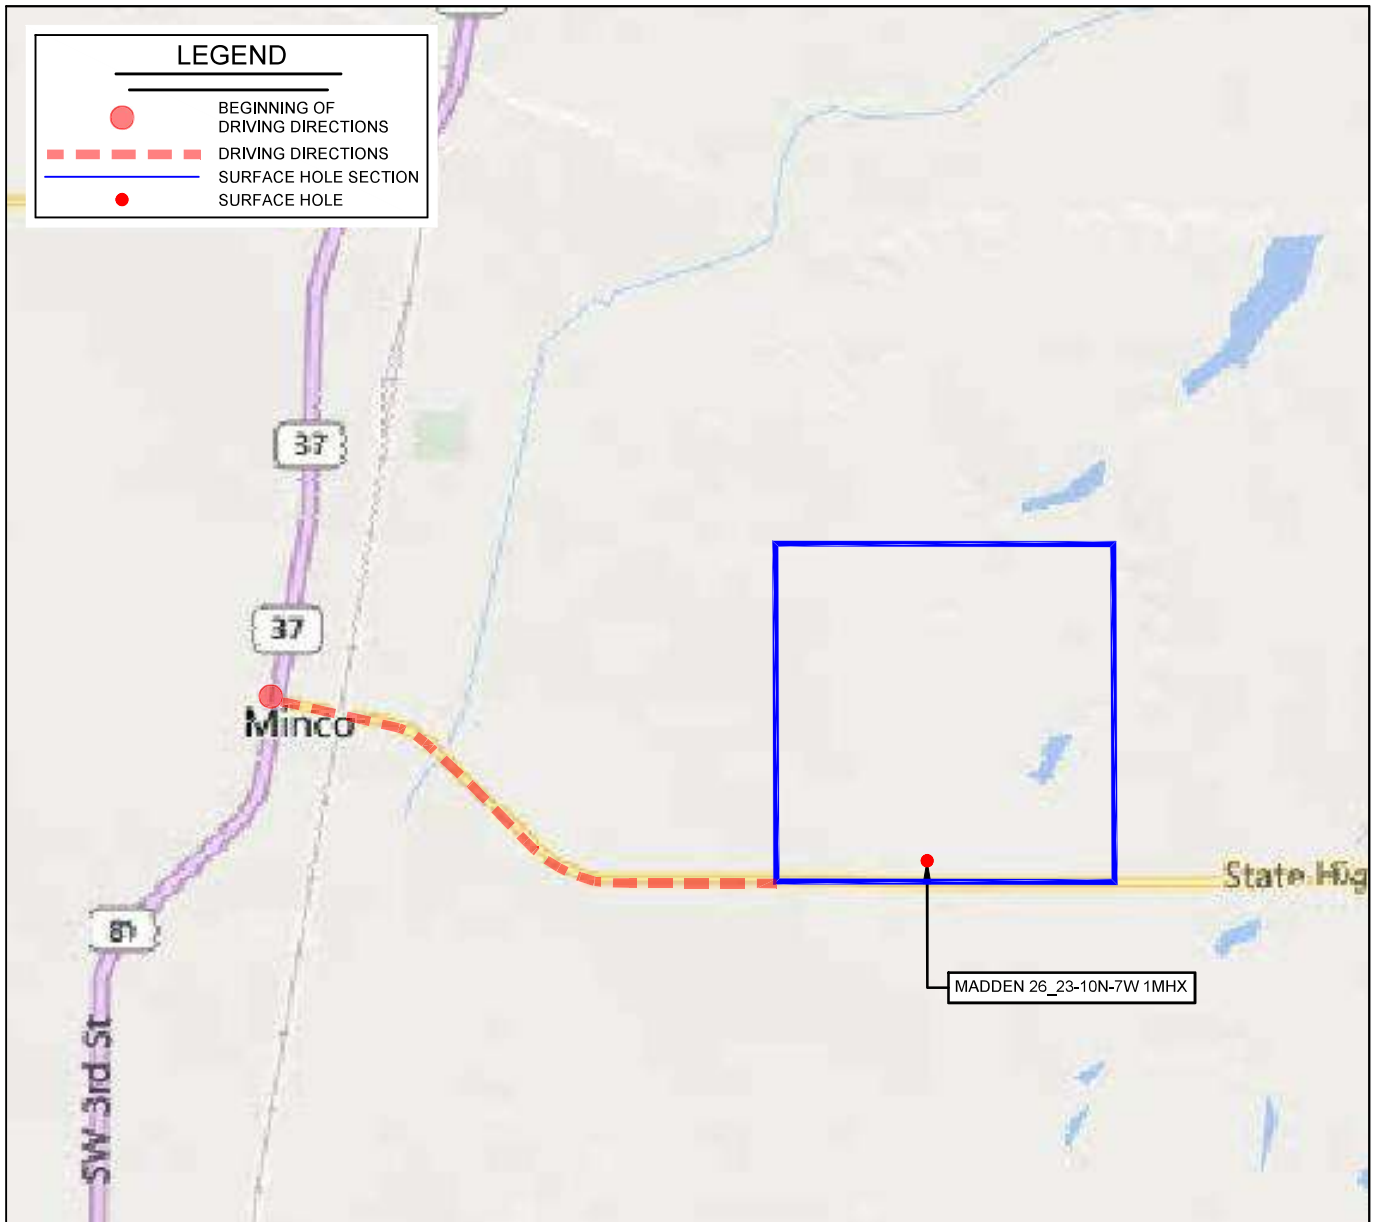 LEGEND
BEGINNING OF
DRIVING DIRECTIONS
DRIVING DIRECTIONS
SURFACE HOLE SECTION
SURFACE HOLE
37
37
Minco
81
State Hig
MADDEN 26_23-10N-7W 1MHX
SW 3rd St